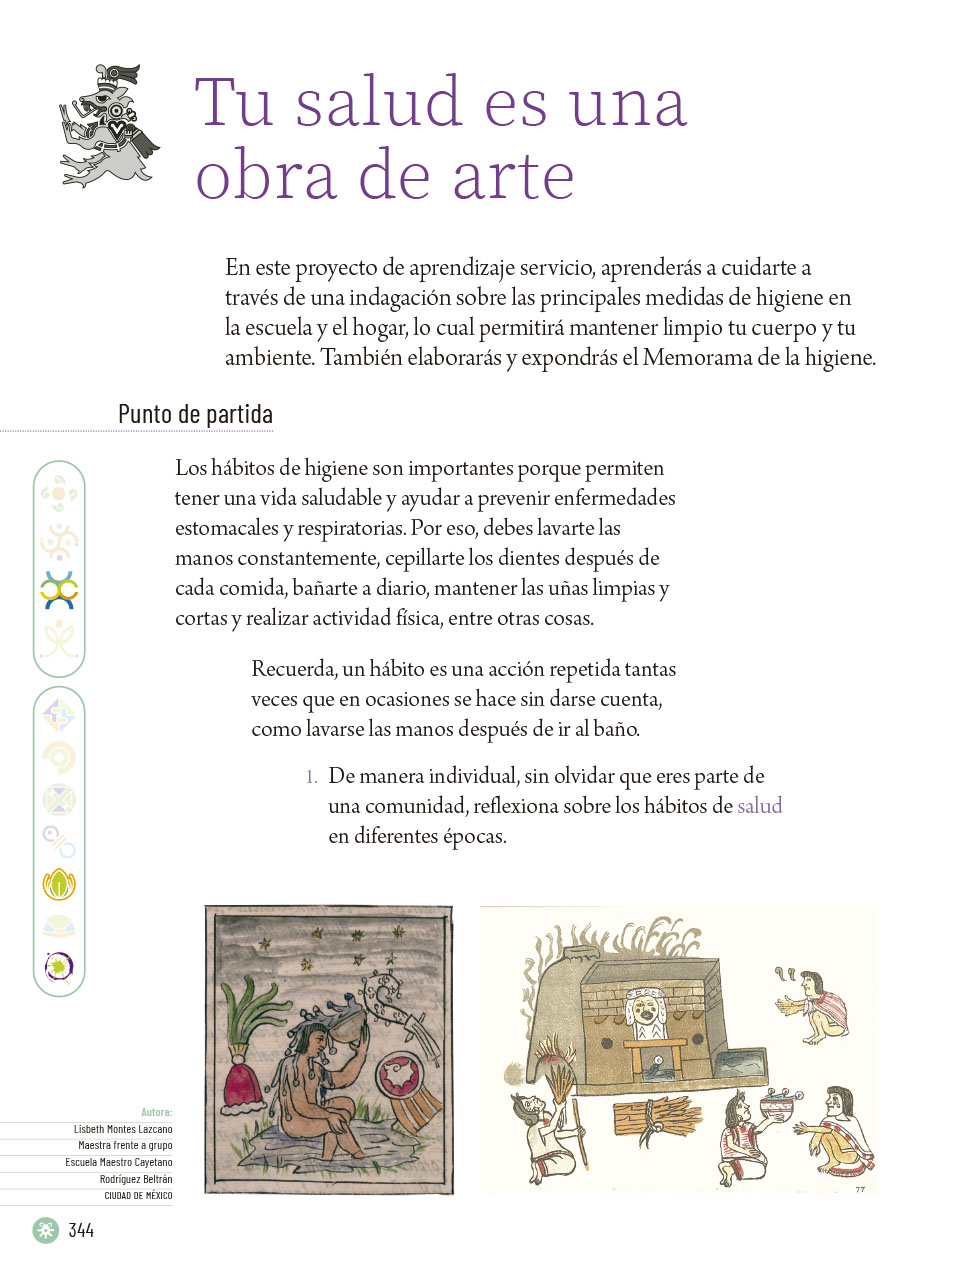 Tu salud es una
obra de arte
En este proyecto de aprendizaje servicio, aprenderás a cuidarte a
través de una indagación sobre las principales medidas de higiene en
la escuela y el hogar, lo cual permitirá mantener limpio tu cuerpo y tu
ambiente. También elaborarás y expondrás el Memorama de la higiene.
Punto de partida
Los hábitos de higiene son importantes porque permiten
tener una vida saludable y ayudar a prevenir enfermedades
estomacales y respiratorias. Por eso, debes lavarte las
manos constantemente, cepillarte los dientes después de
cada comida, bañarte a diario, mantener las uñas limpias y
cortas y realizar actividad física, entre otras cosas.
Recuerda, un hábito es una acción repetida tantas
veces que en ocasiones se hace sin darse cuenta,
como lavarse las manos después de ir al baño.
1. De manera individual, sin olvidar que eres parte de
una comunidad, reflexiona sobre los hábitos de salud
en diferentes épocas.
77
Autora:
Lisbeth Montes Lazcano
Maestra frente a grupo
Escuela Maestro Cayetano
Rodríguez Beltrán
CIUDAD DE MÉXICO
344